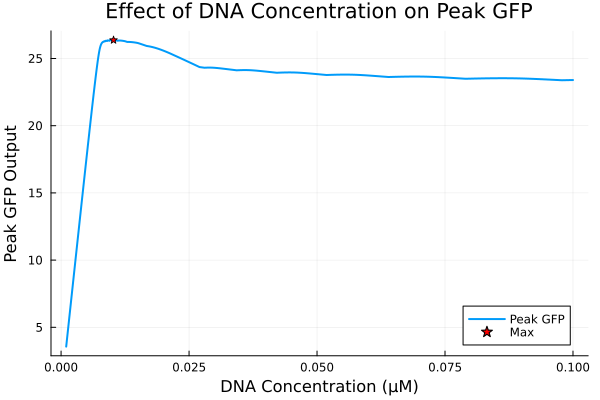 Effect of DNA Concentration on Peak GFP
Peak GFP Output
25
20
15
10
5
0.000 0.025 0.050 0.075 0.100
DNA Concentration (μM)
Peak GFP
Max